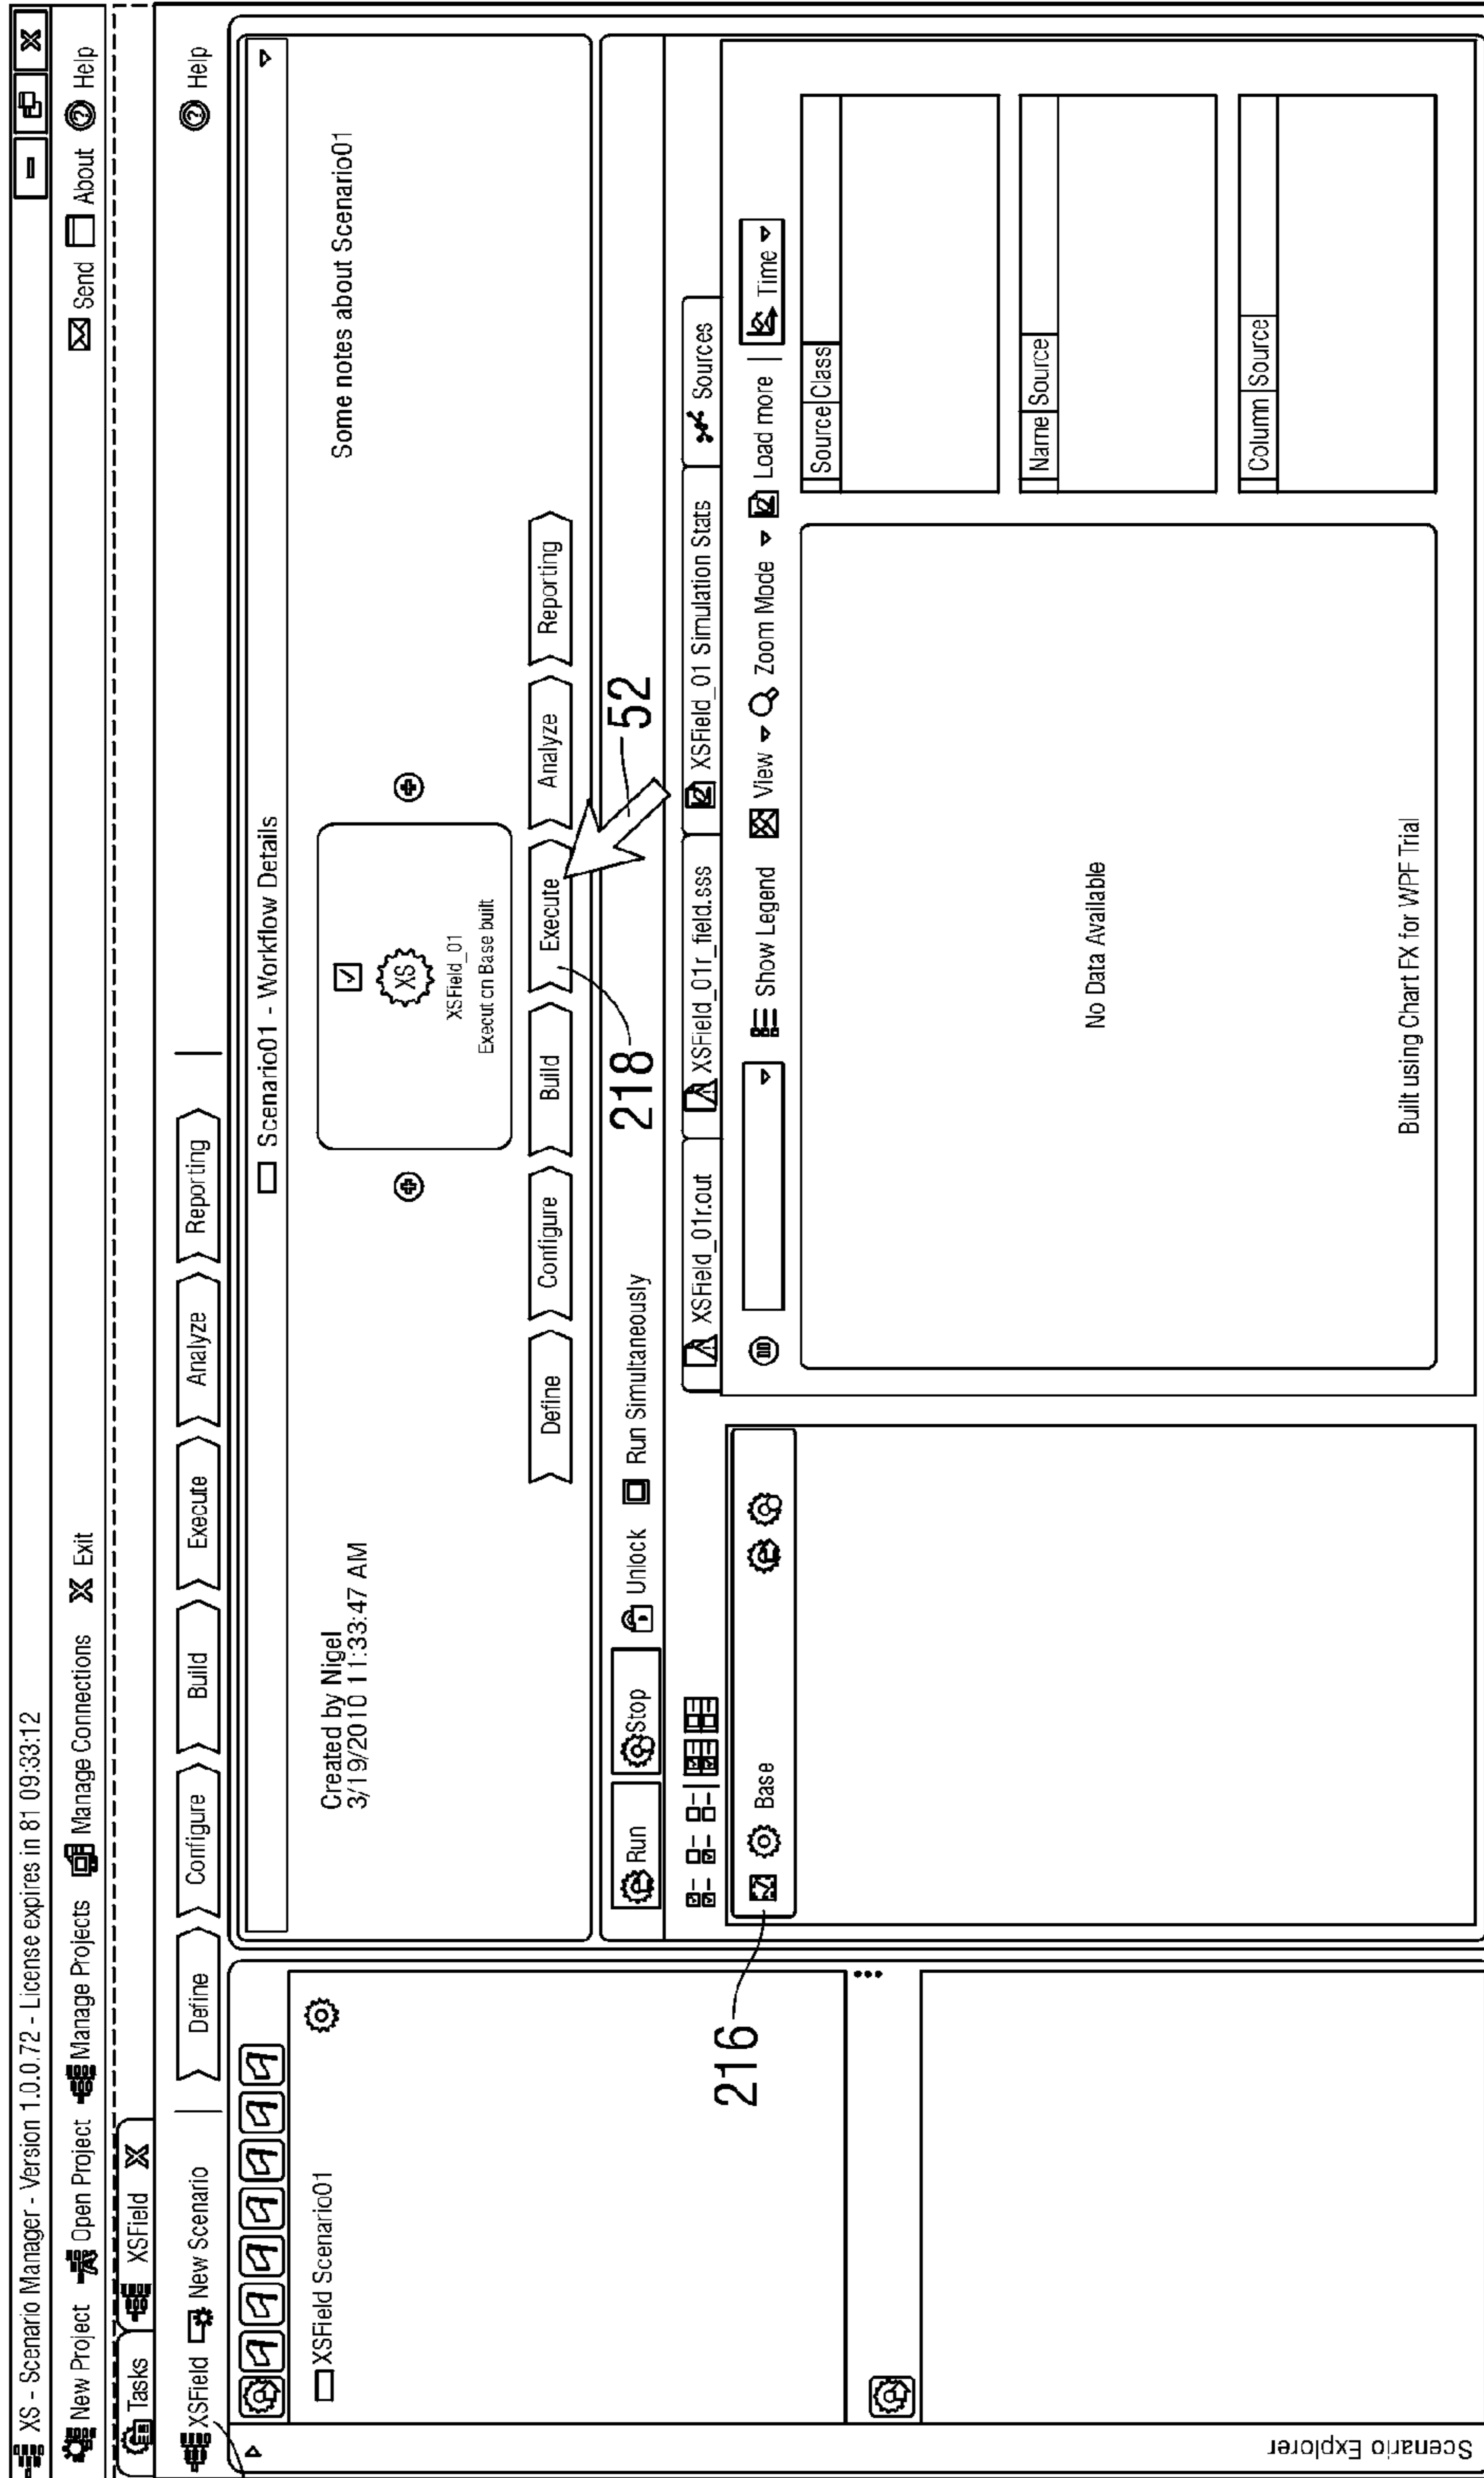 XS - Scenario Manager - Version 1.0.0.72 - License expires in 81 09:33:12
New Project Open Project Manage Projects Manage Connections Exit Send About Help
Tasks XSField
XSField New Scenario Define Configure Build Execute Analyze Reporting Help
Scenario01 - Workflow Details
XSField Scenario01
Created by Nigel
3/19/2010 11:33:47 AM
XS
XSField_01
Execut cn Base built
Some notes about Scenario01
Define Configure Build Execute Analyze Reporting
218
52
Run Stop Unlock Run Simultaneously
XSField_01r.out XSField_01r_field.sss XSField_01 Simulation Stats Sources
216
Base
Show Legend View Zoom Mode Load more Time
Source Class
Name Source
Column Source
No Data Available
Built using Chart FX for WPF Trial
Scenario Explorer